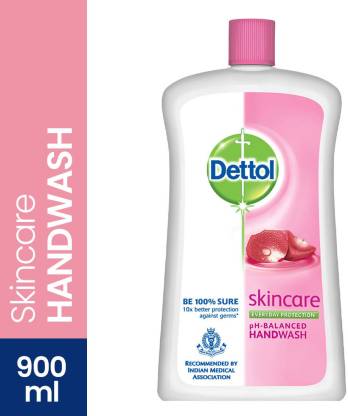 Skincare
HANDWASH
900
ml
Dettol
BE 100% SURE
10x better protection
against germs*
RECOMMENDED BY
INDIAN MEDICAL
ASSOCIATION
skincare
EVERYDAY PROTECTION
pH-BALANCED
HANDWASH